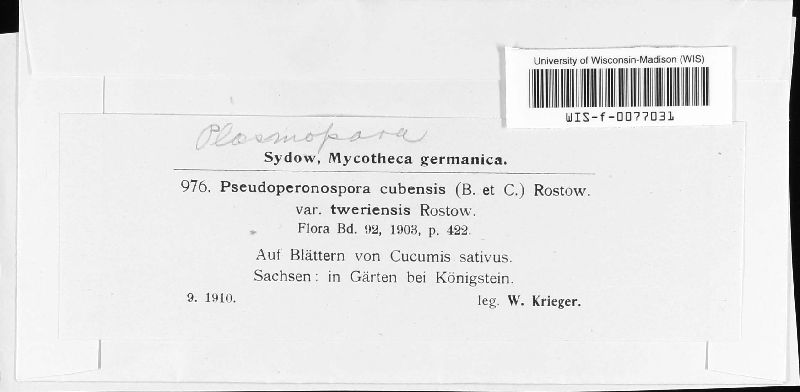 University of Wisconsin-Madison (WIS)
WIS-f-0077031
Plasmopara
Sydow, Mycotheca germanica.
976. Pseudoperonospora cubensis (B. et C.) Rostow.
var. tweriensis Rostow.
Flora Bd. 92, 1903, p. 422.
Auf Blättern von Cucumis sativus.
Sachsen: in Gärten bei Königstein.
9. 1910. leg. W. Krieger.